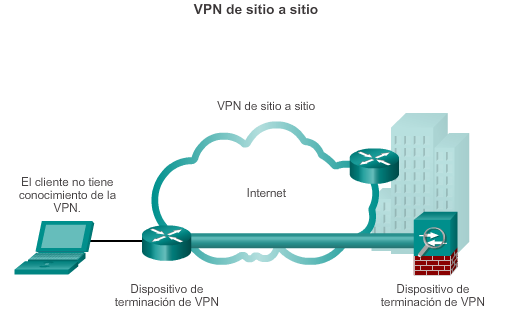 VPN de sitio a sitio
VPN de sitio a sitio
El cliente no tiene
conocimiento de la
VPN.
Internet
Dispositivo de
terminación de VPN
Dispositivo de
terminación de VPN